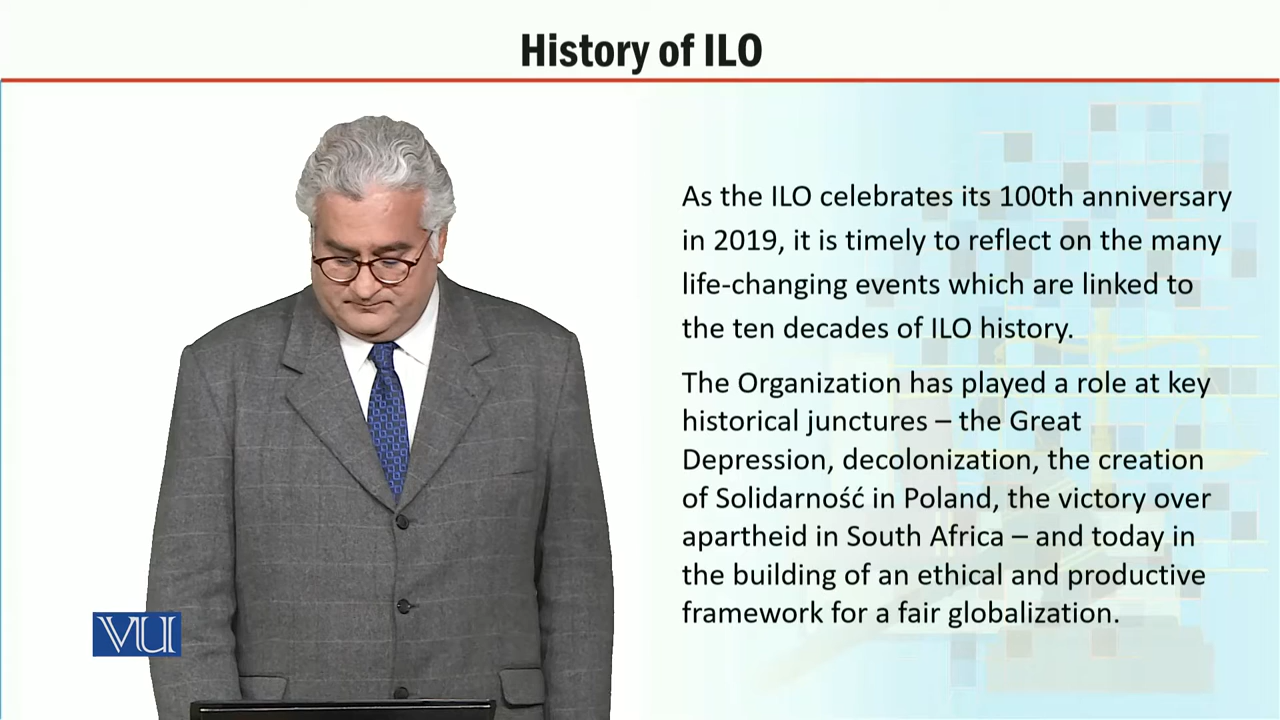 History of ILO
As the ILO celebrates its 100th anniversary
in 2019, it is timely to reflect on the many
life-changing events which are linked to
the ten decades of ILO history.
The Organization has played a role at key
historical junctures – the Great
Depression, decolonization, the creation
of Solidarność in Poland, the victory over
apartheid in South Africa – and today in
the building of an ethical and productive
framework for a fair globalization.
VU